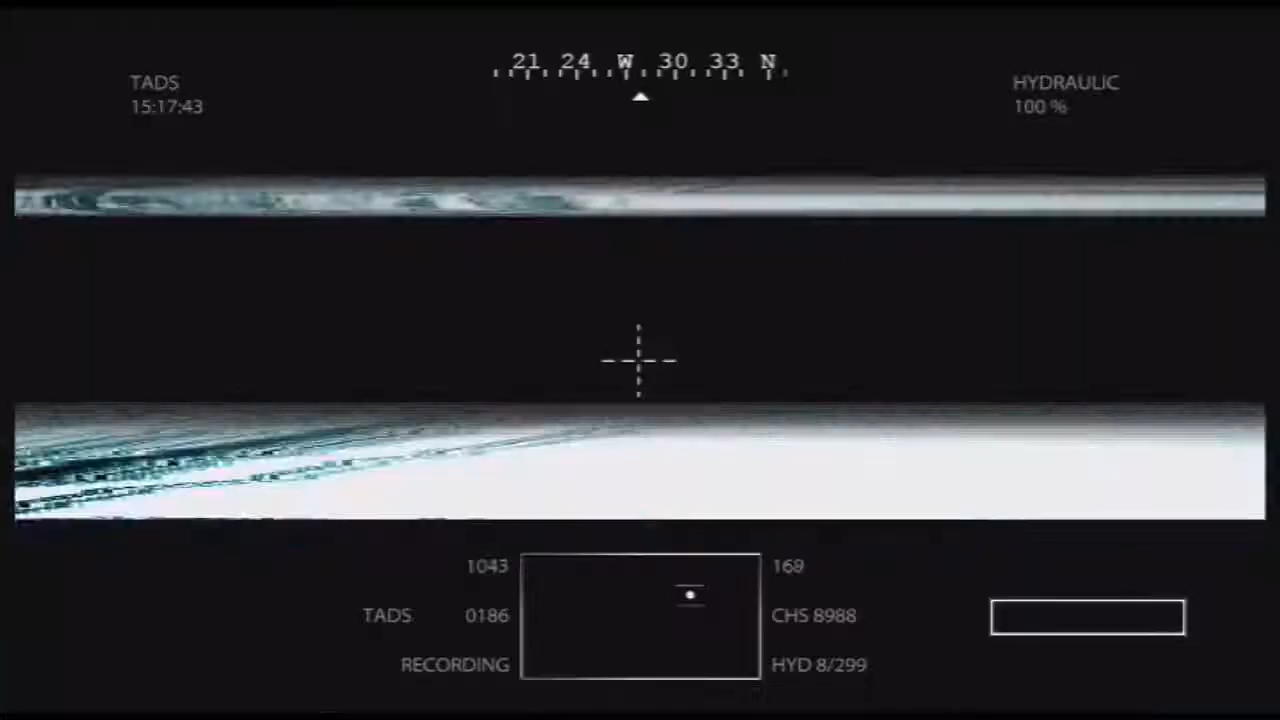 21 24 W 30 33 N
TADS
15:17:43
HYDRAULIC
100 %
1043
169
TADS 0186
CHS 8988
RECORDING
HYD 8/299